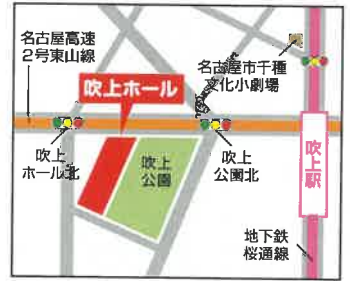 名古屋高速
2号東山線
名古屋市千種
文化小劇場
吹上ホール
吹上
ホール北
吹上
公園
吹上
公園北
吹上駅
地下鉄
桜通線